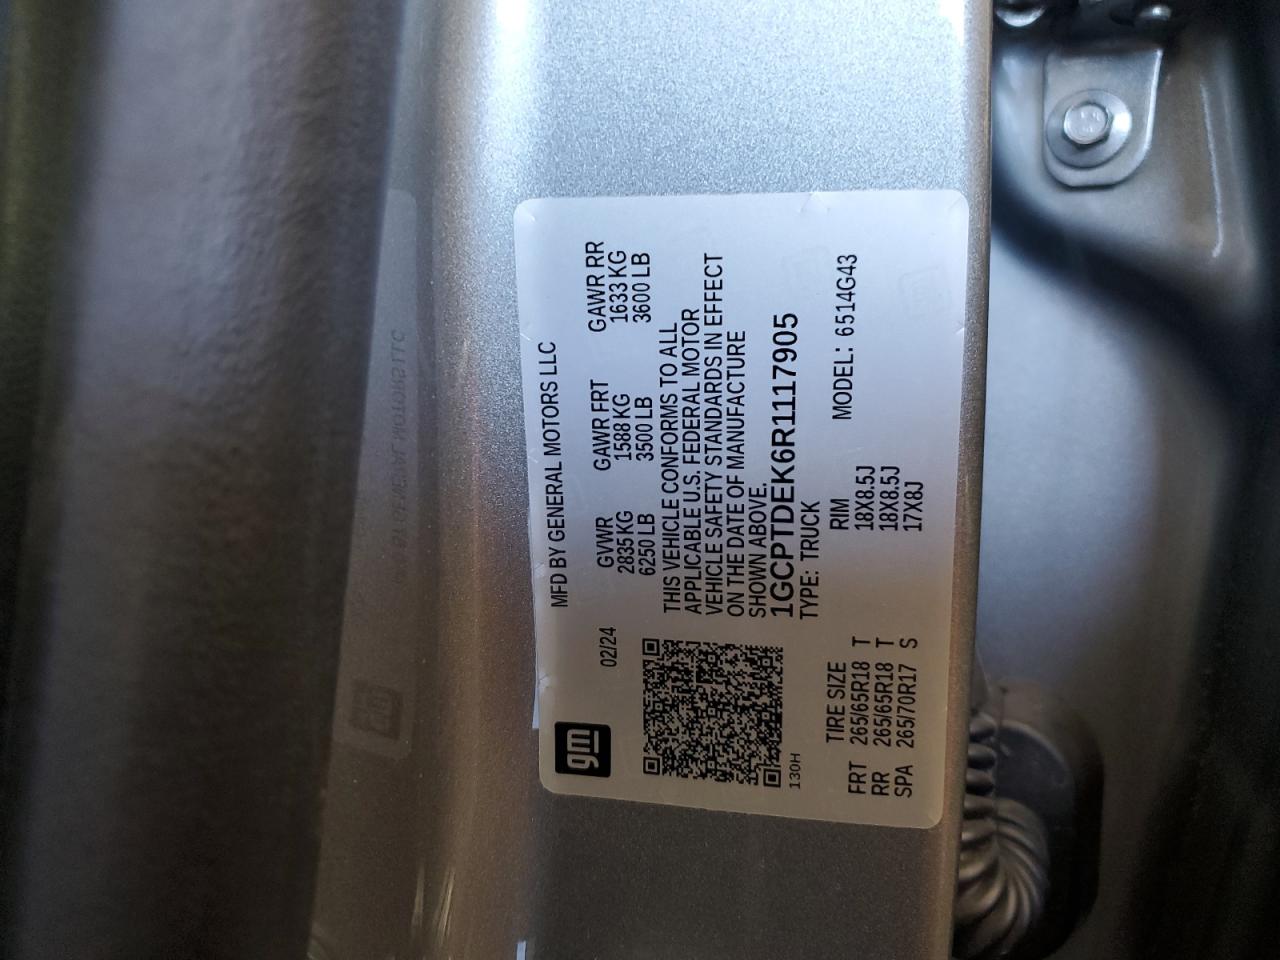 gm
MFD BY GENERAL MOTORS LLC
02/24 GVWR GAWR FRT GAWR RR
2835 KG 1588 KG 1633 KG
6250 LB 3500 LB 3600 LB
THIS VEHICLE CONFORMS TO ALL
APPLICABLE U.S. FEDERAL MOTOR
VEHICLE SAFETY STANDARDS IN EFFECT
ON THE DATE OF MANUFACTURE
SHOWN ABOVE.
1GCPTDEK6R1117905
130H TYPE: TRUCK
TIRE SIZE RIM MODEL: 6514G43
FRT 265/65R18 T 18X8.5J
RR 265/65R18 T 18X8.5J
SPA 265/70R17 S 17X8J